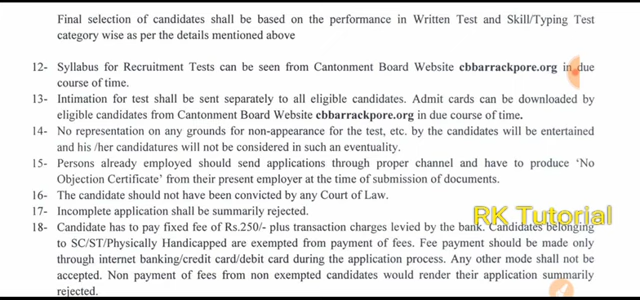 Final selection of candidates shall be based on the performance in Written Test and Skill/Typing Test
category wise as per the details mentioned above
12- Syllabus for Recruitment Tests can be seen from Cantonment Board Website cbbarrackpore.org in due
course of time.
13- Intimation for test shall be sent separately to all eligible candidates. Admit cards can be downloaded by
eligible candidates from Cantonment Board Website cbbarrackpore.org in due course of time.
14- No representation on any grounds for non-appearance for the test, etc. by the candidates will be entertained
and his /her candidatures will not be considered in such an eventuality.
15- Persons already employed should send applications through proper channel and have to produce ‘No
Objection Certificate’ from their present employer at the time of submission of documents.
16- The candidate should not have been convicted by any Court of Law.
17- Incomplete application shall be summarily rejected.
RK Tutorial
18- Candidate has to pay fixed fee of Rs.250/- plus transaction charges levied by the bank. Candidates belonging
to SC/ST/Physically Handicapped are exempted from payment of fees. Fee payment should be made only
through internet banking/credit card/debit card during the application process. Any other mode shall not be
accepted. Non payment of fees from non exempted candidates would render their application summarily
rejected.